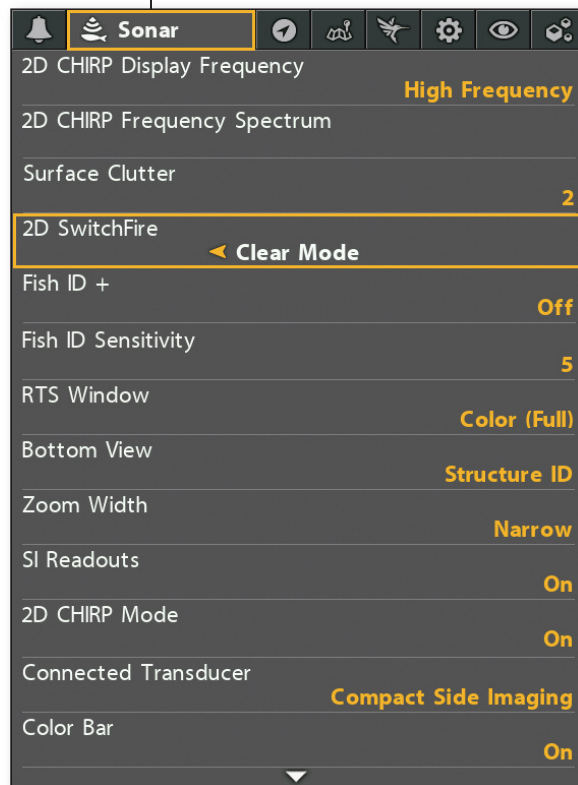 Sonar
2D CHIRP Display Frequency
High Frequency
2D CHIRP Frequency Spectrum
Surface Clutter
2
2D SwitchFire
Clear Mode
Fish ID +
Off
Fish ID Sensitivity
5
RTS Window
Color (Full)
Bottom View
Structure ID
Zoom Width
Narrow
SI Readouts
On
2D CHIRP Mode
On
Connected Transducer
Compact Side Imaging
Color Bar
On